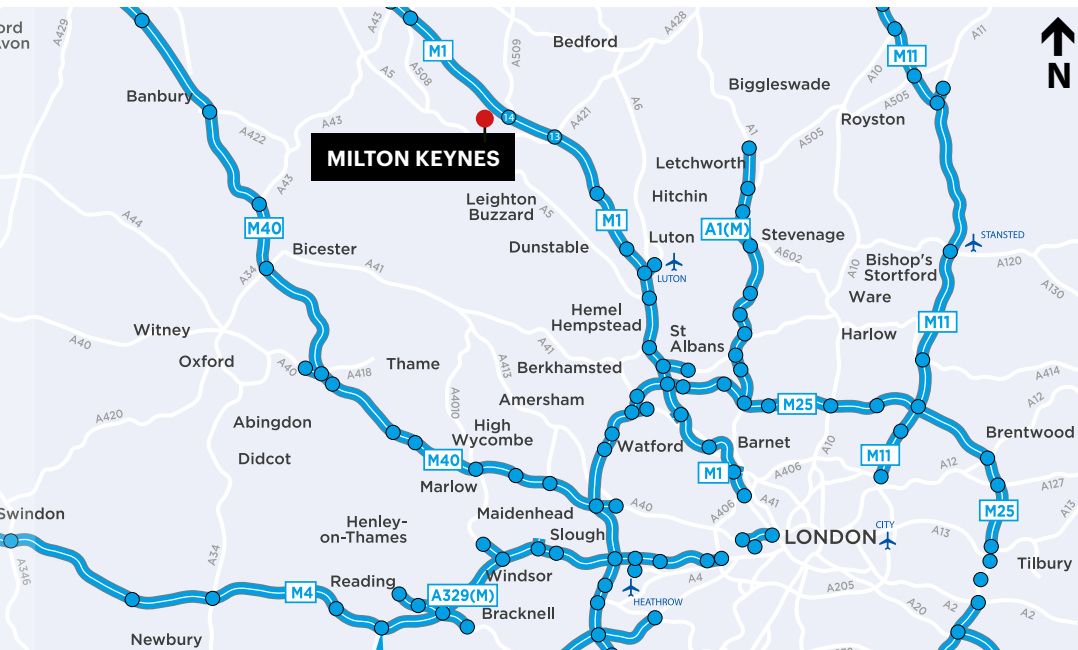 ord
Avon
A429
A43
M1
A509
Bedford
A428
A11
N
A5
A508
A10
M11
Biggleswade
Banbury
A422
A43
14
13
A421
A6
A1
A505
A505
Royston
MILTON KEYNES
Letchworth
A43
Leighton
Buzzard
A5
M1
Hitchin
A44
M40
Bicester
Dunstable
Luton
LUTON
A1(M)
Stevenage
A602
STANSTED
A120
A130
A34
A41
A10
Bishop's
Stortford
Ware
Hemel
Hempstead
Witney
A40
Oxford
A40
A418
Thame
A41
A413
Berkhamsted
St
Albans
Harlow
M11
A414
A12
A420
Abingdon
A4010
Amersham
M25
High
Wycombe
Watford
Barnet
A10
Brentwood
Didcot
M40
M1
A406
M11
A12
A127
Marlow
A13
Swindon
Maidenhead
A40
A406
A41
M25
Henley-
on-Thames
Slough
LONDON
CITY
A13
A34
A346
Windsor
A4
Tilbury
Reading
M4
A329(M)
HEATHROW
A205
A20
A2
A2
Bracknell
Newbury